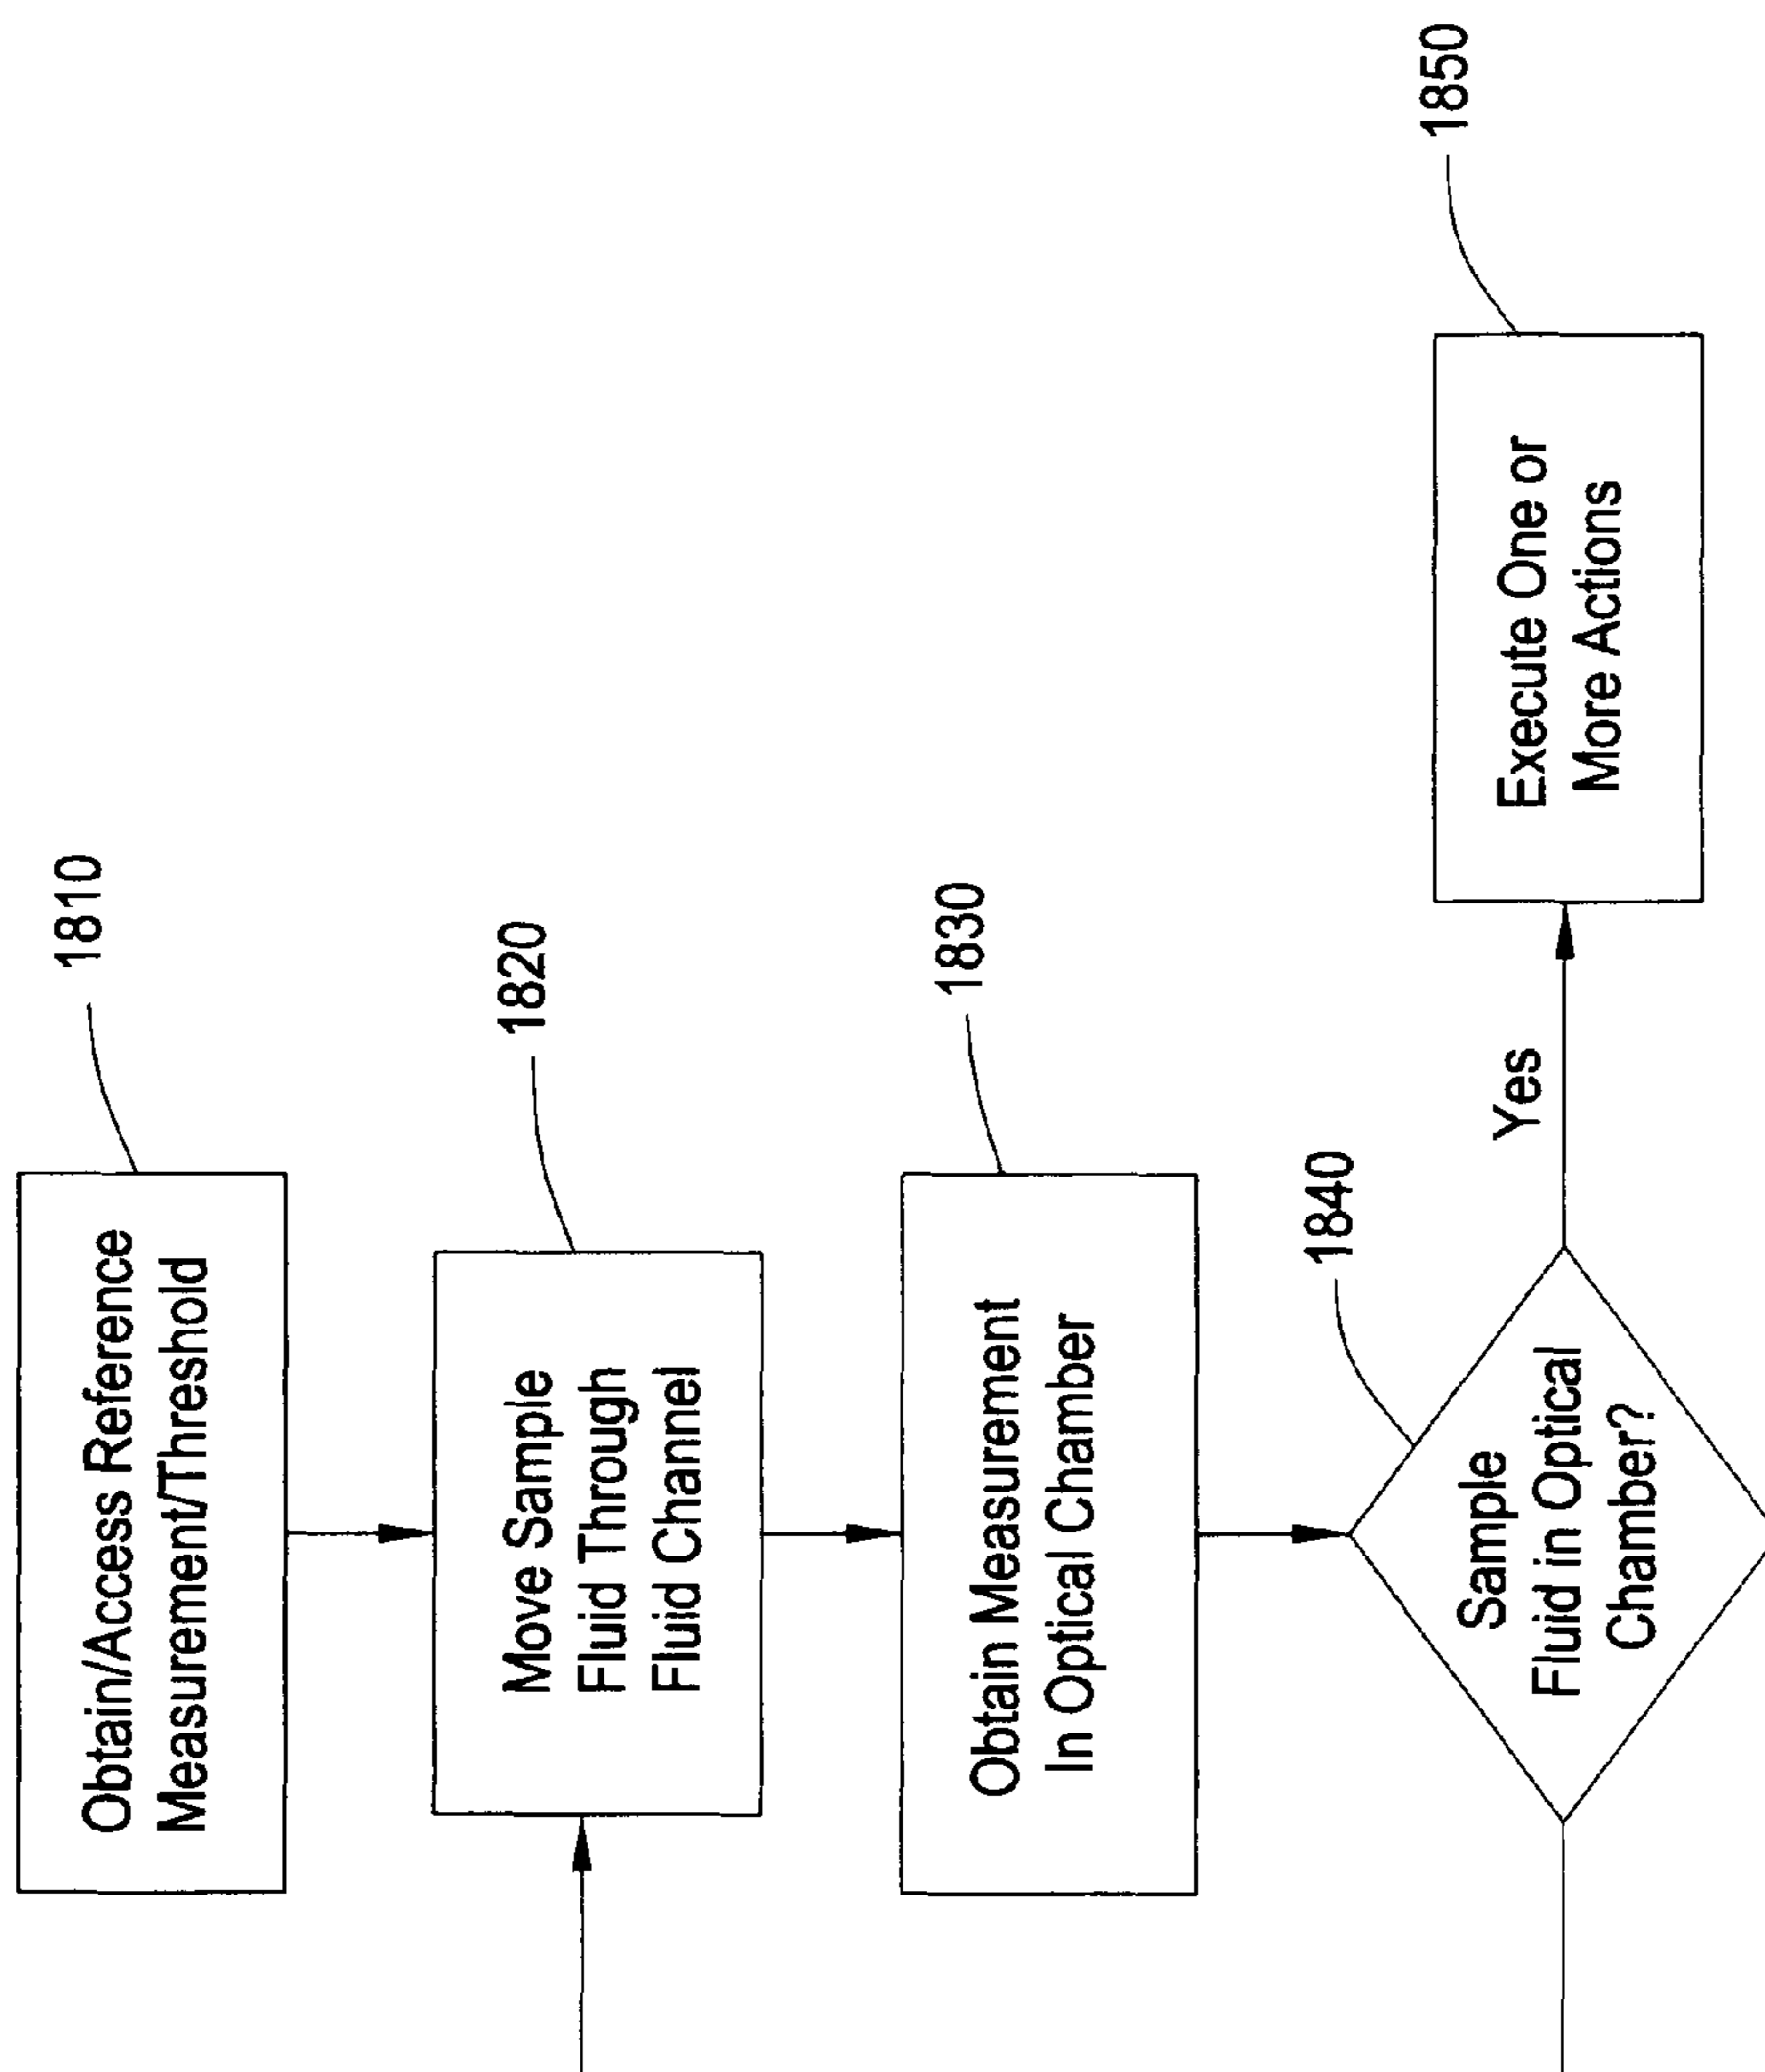 1810
Obtain/Access Reference
Measurement/Threshold
1820
Move Sample
Fluid Through
Fluid Channel
1830
Obtain Measurement
In Optical Chamber
1840
Sample
Fluid in Optical
Chamber?
Yes
1850
Execute One or
More Actions